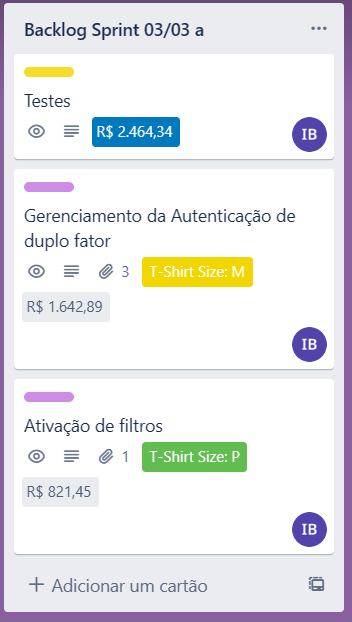 Backlog Sprint 03/03 a
Testes
R$ 2.464,34
IB
Gerenciamento da Autenticação de
duplo fator
3 T-Shirt Size: M
R$ 1.642,89
IB
Ativação de filtros
1 T-Shirt Size: P
R$ 821,45
IB
+ Adicionar um cartão